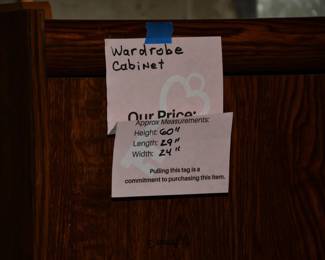 Wardrobe
Cabinet
Our Price:
Approx Measurements:
Height: 60"
Length: 29"
Width: 24"
Pulling this tag is a
commitment to purchasing this item.